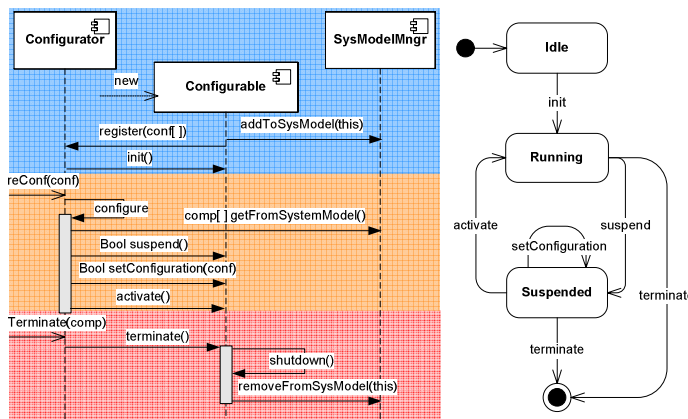 Configurator
SysModelMngr
new
Configurable
addToSysModel(this)
register(conf[ ])
init()
reConf(conf)
configure
comp[ ] getFromSystemModel()
Bool suspend()
Bool setConfiguration(conf)
activate()
Terminate(comp)
terminate()
shutdown()
removeFromSysModel(this)
Idle
init
Running
activate
suspend
setConfiguration
Suspended
terminate
terminate